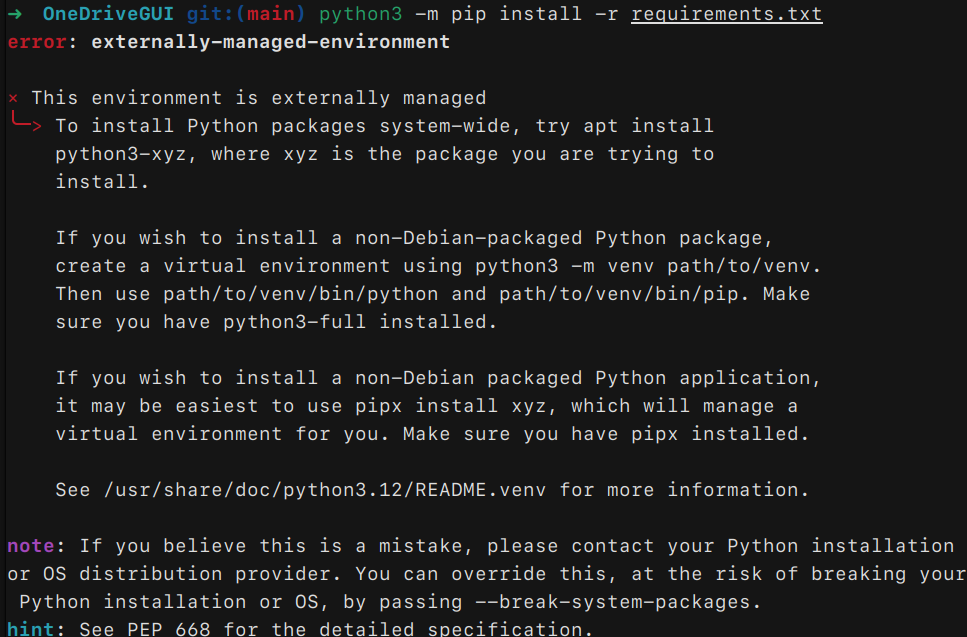 ➜  OneDriveGUI git:(main) python3 -m pip install -r requirements.txt
error: externally-managed-environment

× This environment is externally managed
╰─> To install Python packages system-wide, try apt install
    python3-xyz, where xyz is the package you are trying to
    install.

    If you wish to install a non-Debian-packaged Python package,
    create a virtual environment using python3 -m venv path/to/venv.
    Then use path/to/venv/bin/python and path/to/venv/bin/pip. Make
    sure you have python3-full installed.

    If you wish to install a non-Debian packaged Python application,
    it may be easiest to use pipx install xyz, which will manage a
    virtual environment for you. Make sure you have pipx installed.

    See /usr/share/doc/python3.12/README.venv for more information.

note: If you believe this is a mistake, please contact your Python installation
or OS distribution provider. You can override this, at the risk of breaking your
 Python installation or OS, by passing --break-system-packages.
hint: See PEP 668 for the detailed specification.